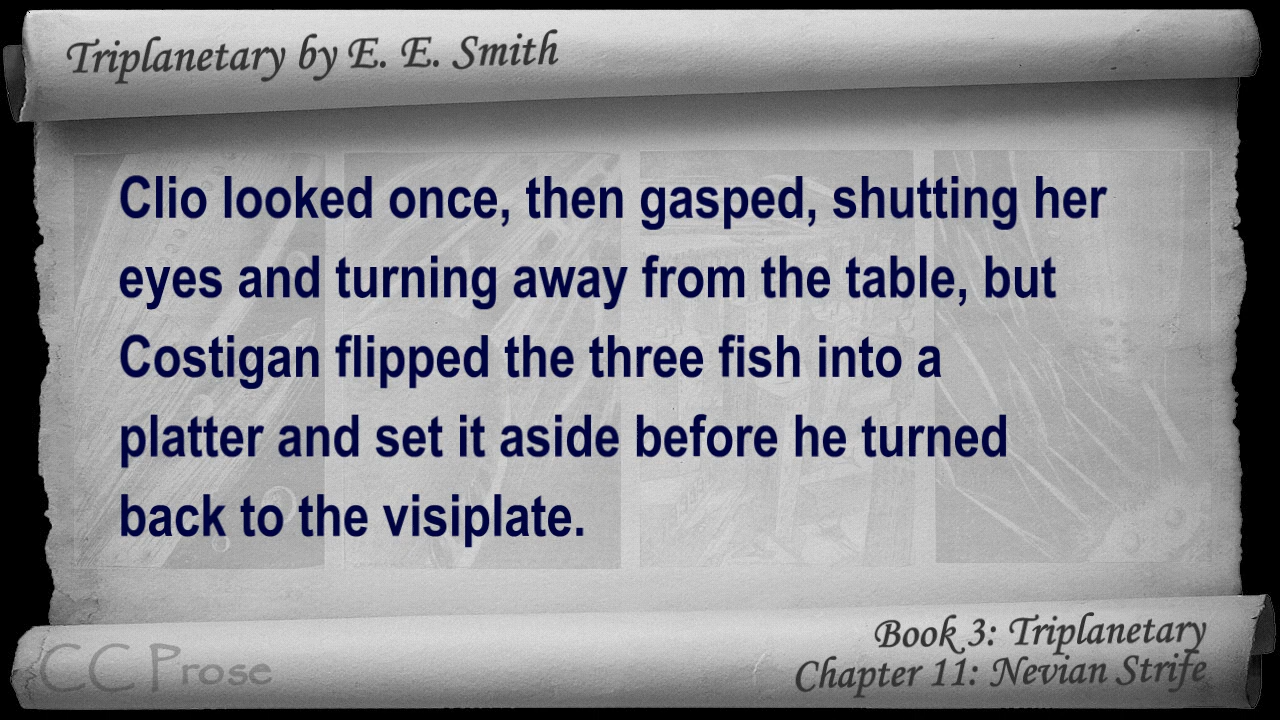 Triplanetary by E. E. Smith
Clio looked once, then gasped, shutting her
eyes and turning away from the table, but
Costigan flipped the three fish into a
platter and set it aside before he turned
back to the visiplate.
Book 3: Triplanetary
Chapter 11: Nevian Strife
CC Prose